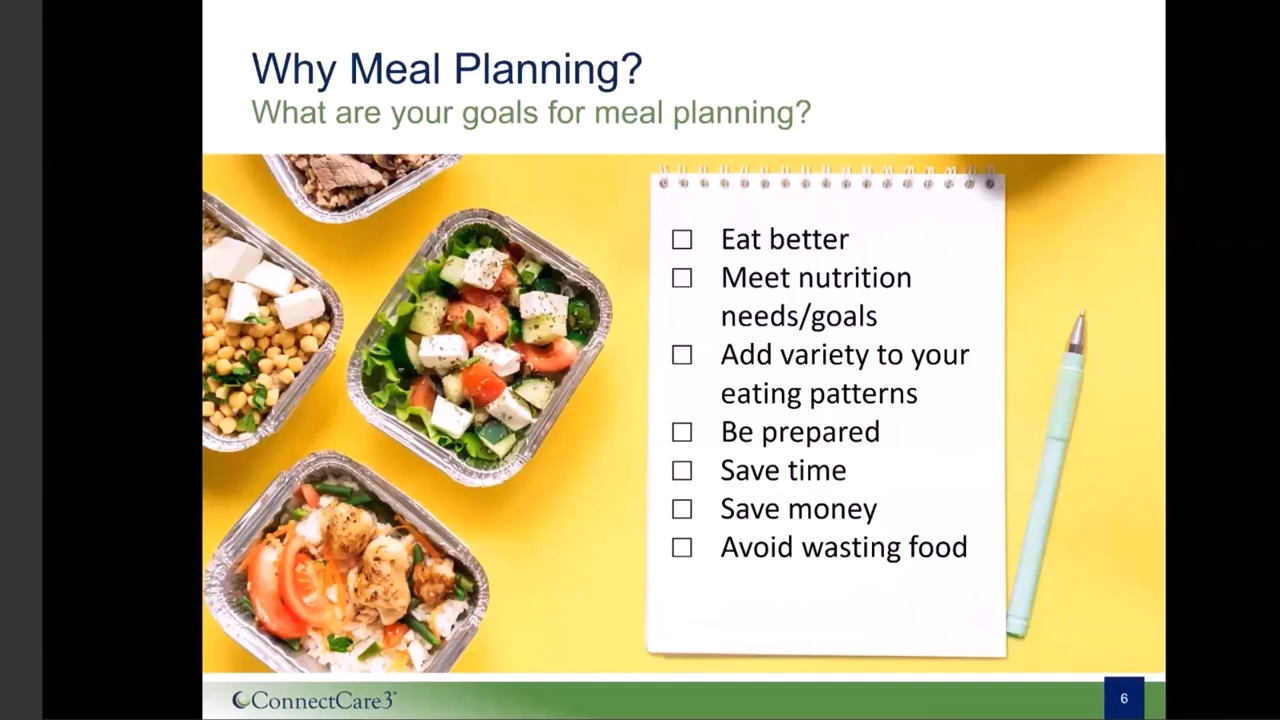 Why Meal Planning?
What are your goals for meal planning?
☐ Eat better
☐ Meet nutrition
needs/goals
☐ Add variety to your
eating patterns
☐ Be prepared
☐ Save time
☐ Save money
☐ Avoid wasting food
ConnectCare3®
6